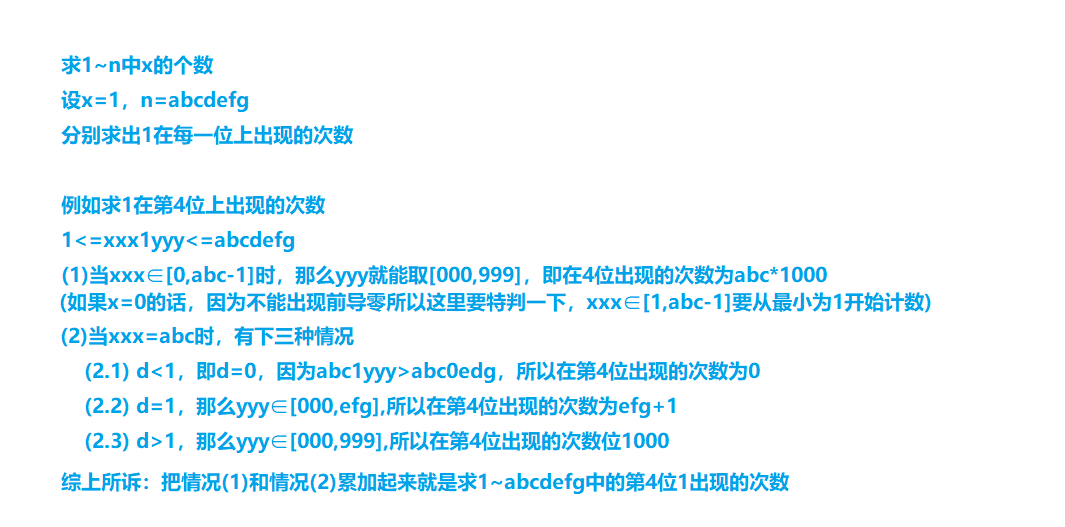 求1~n中x的个数
设x=1，n=abcdefg
分别求出1在每一位上出现的次数
例如求1在第4位上出现的次数
1<=xxx1yyy<=abcdefg
(1)当xxx∈[0,abc-1]时，那么yyy就能取[000,999]，即在4位出现的次数为abc*1000
(如果x=0的话，因为不能出现前导零所以这里要特判一下，xxx∈[1,abc-1]要从最小为1开始计数)
(2)当xxx=abc时，有下三种情况
(2.1) d<1，即d=0，因为abc1yyy>abc0edg，所以在第4位出现的次数为0
(2.2) d=1，那么yyy∈[000,efg],所以在第4位出现的次数为efg+1
(2.3) d>1，那么yyy∈[000,999],所以在第4位出现的次数位1000
综上所诉：把情况(1)和情况(2)累加起来就是求1~abcdefg中的第4位1出现的次数